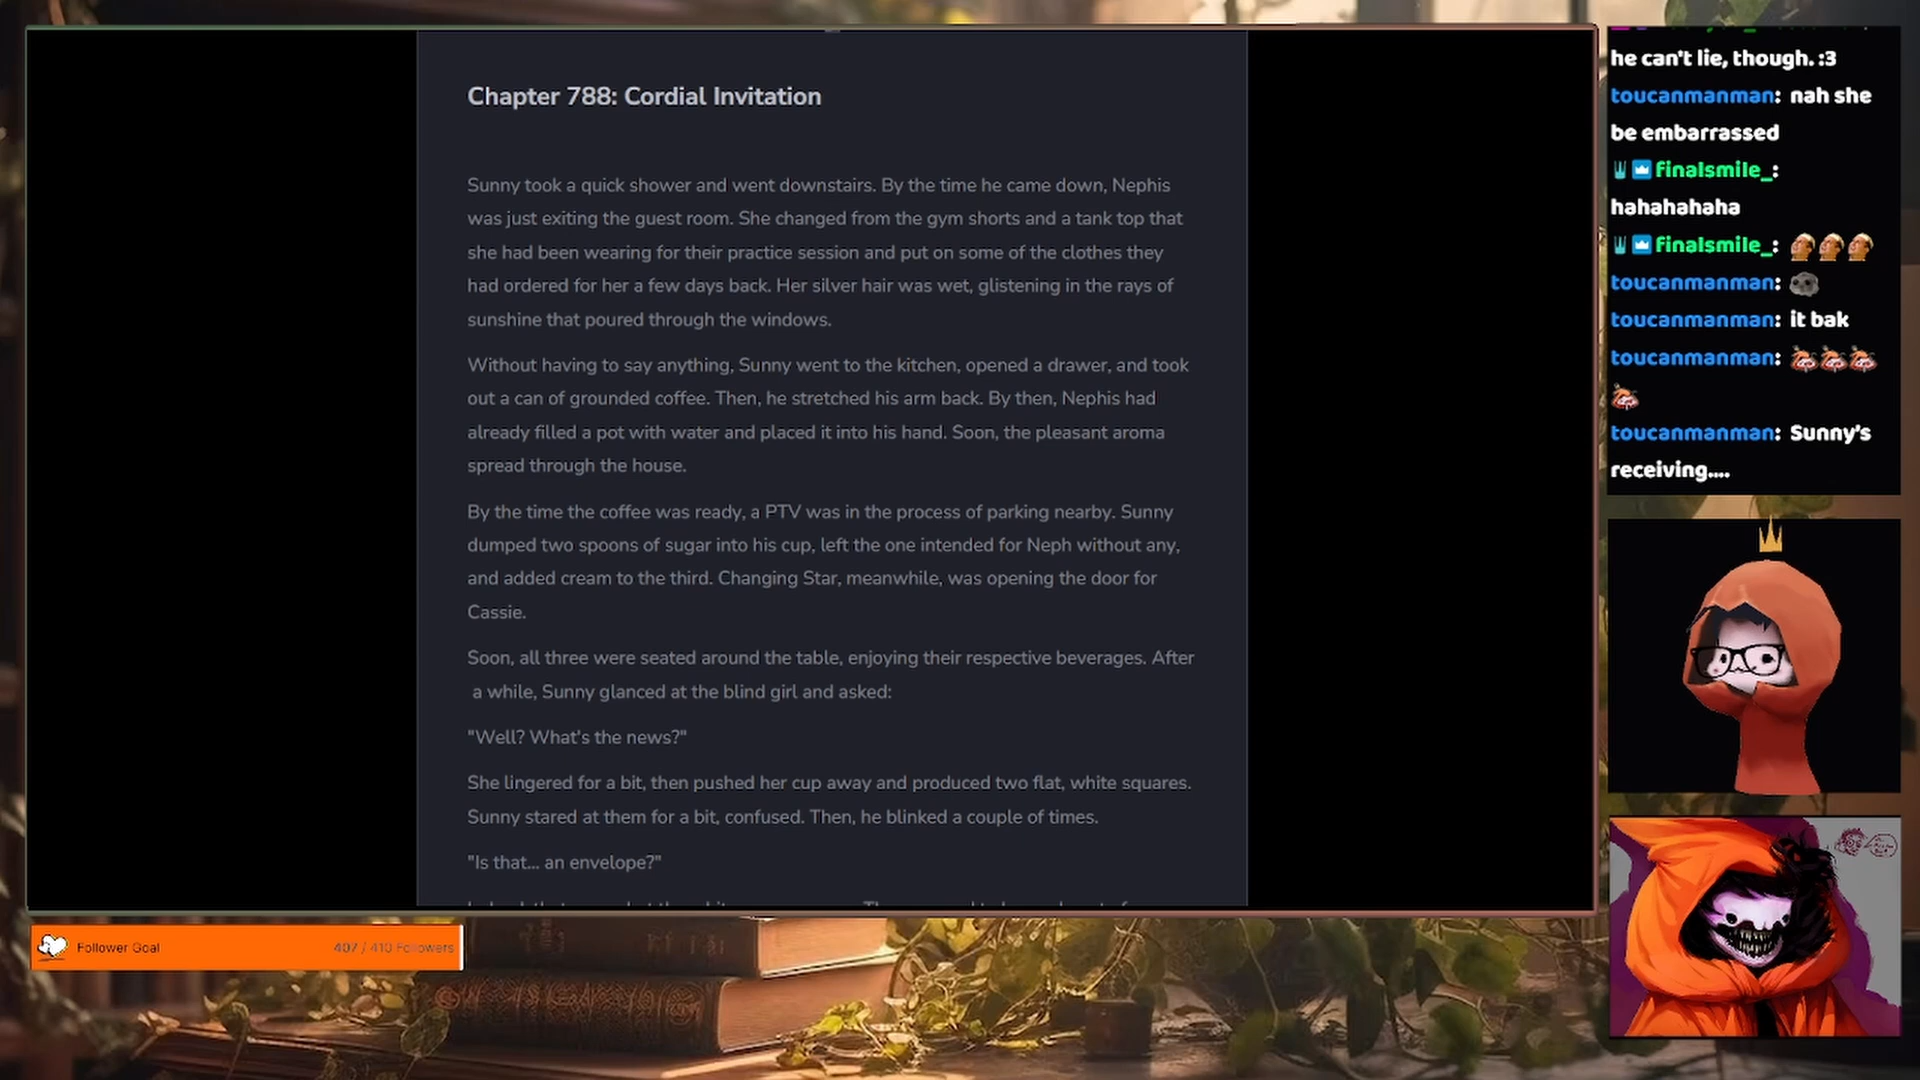 Chapter 788: Cordial Invitation
Sunny took a quick shower and went downstairs. By the time he came down, Nephis
was just exiting the guest room. She changed from the gym shorts and a tank top that
she had been wearing for their practice session and put on some of the clothes they
had ordered for her a few days back. Her silver hair was wet, glistening in the rays of
sunshine that poured through the windows.
Without having to say anything, Sunny went to the kitchen, opened a drawer, and took
out a can of grounded coffee. Then, he stretched his arm back. By then, Nephis had
already filled a pot with water and placed it into his hand. Soon, the pleasant aroma
spread through the house.
By the time the coffee was ready, a PTV was in the process of parking nearby. Sunny
dumped two spoons of sugar into his cup, left the one intended for Neph without any,
and added cream to the third. Changing Star, meanwhile, was opening the door for
Cassie.
Soon, all three were seated around the table, enjoying their respective beverages. After
a while, Sunny glanced at the blind girl and asked:
"Well? What's the news?"
She lingered for a bit, then pushed her cup away and produced two flat, white squares.
Sunny stared at them for a bit, confused. Then, he blinked a couple of times.
"Is that... an envelope?"
he can't lie, though. :3
toucanmanman: nah she
be embarrassed
finalsmile_:
hahahahaha
finalsmile_:
toucanmanman:
toucanmanman: it bak
toucanmanman:
toucanmanman: Sunny's
receiving....
Follower Goal
407 / 410 Followers